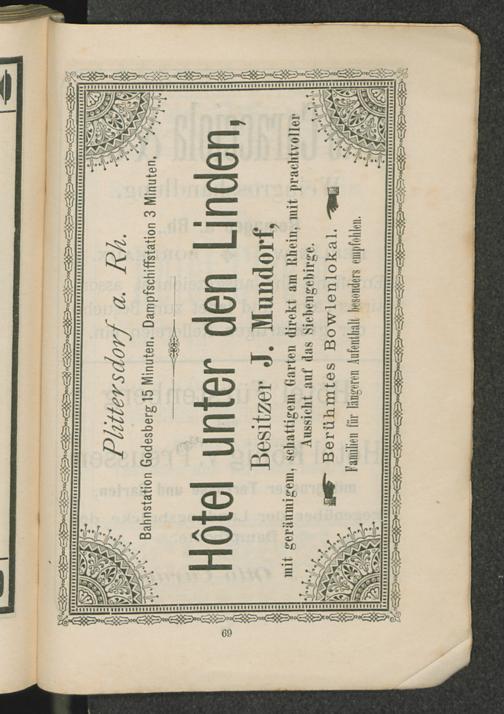 Plittersdorf a. Rh.
Bahnstation Godesberg 15 Minuten. Dampfschiffstation 3 Minuten.
Hôtel unter den Linden,
Besitzer J. Mundorf,
mit geräumigem, schattigem Garten direkt am Rhein, mit prachtvoller
Aussicht auf das Siebengebirge.
Berühmtes Bowlenlokal.
Familien für längeren Aufenthalt besonders empfohlen.
69